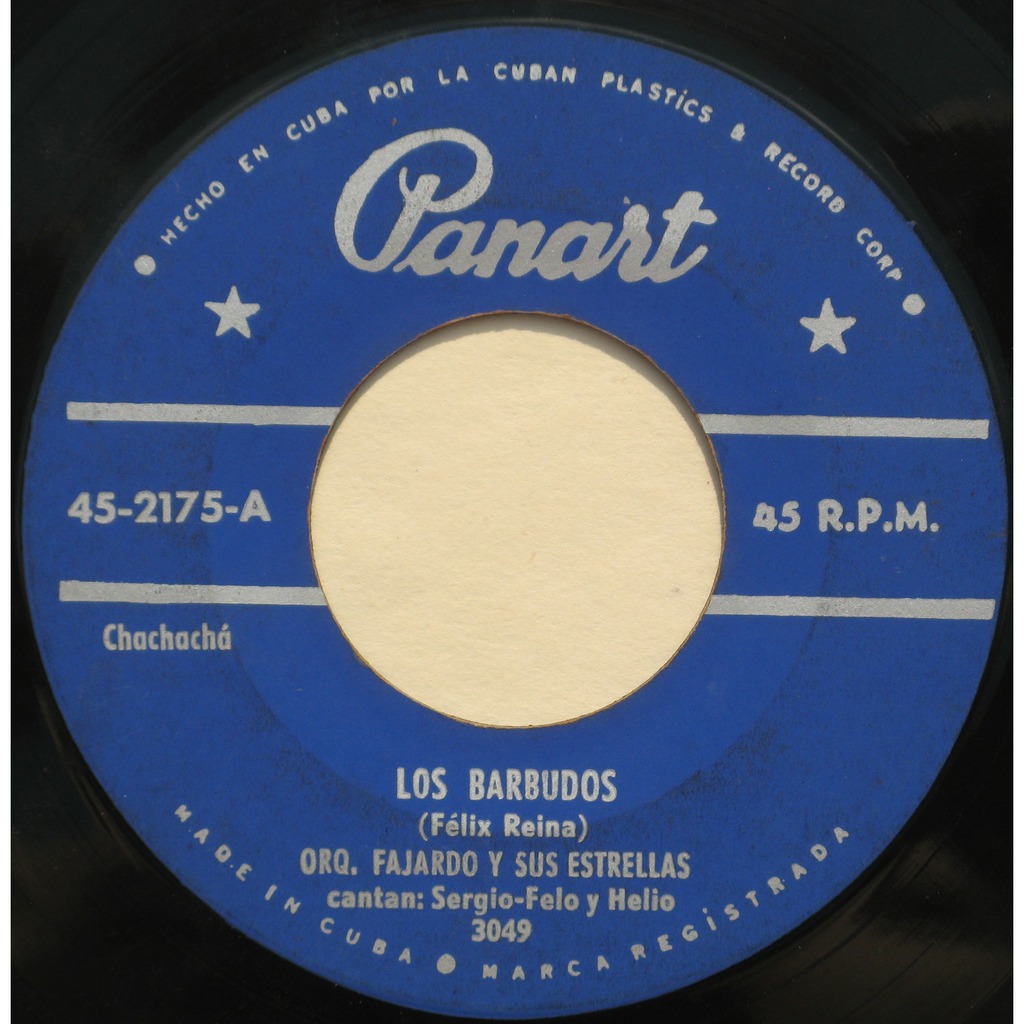 HECHO EN CUBA POR LA CUBAN PLASTICS & RECORD CORP
Panart
45-2175-A
45 R.P.M.
Chachachá
LOS BARBUDOS
(Félix Reina)
ORQ. FAJARDO Y SUS ESTRELLAS
cantan: Sergio-Felo y Helio
3049
MADE IN CUBA • MARCA REGISTRADA